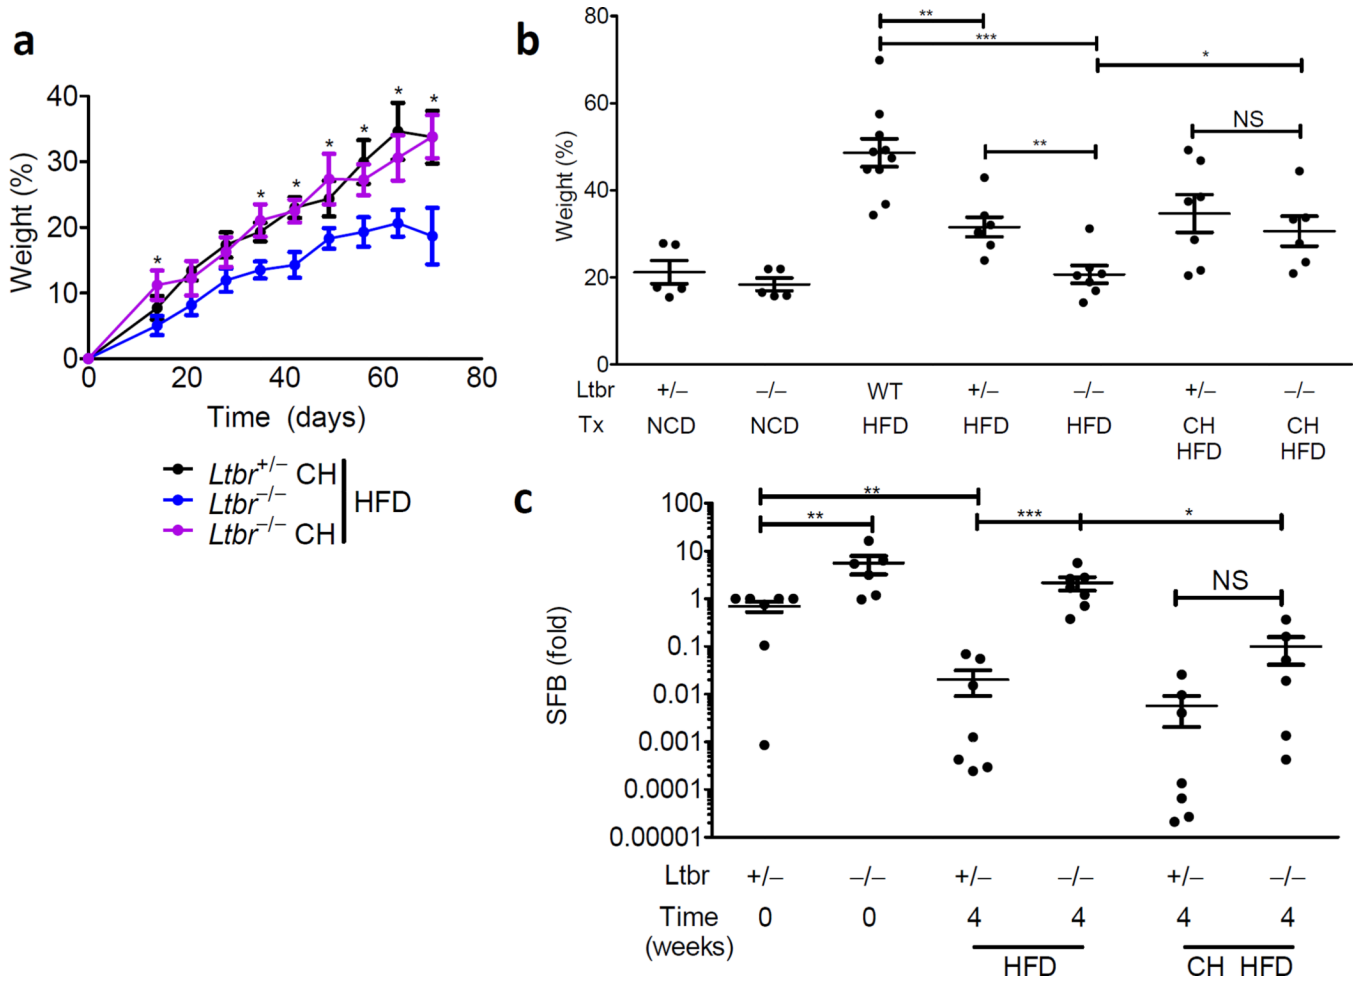 a
40
30
20
10
0
Weight (%)
* * * * * * *
0 20 40 60 80
Time (days)
Ltbr+/– CH
Ltbr–/–
Ltbr–/– CH
HFD
b
80
60
40
20
0
Weight (%)
**
***
*
**
NS
Ltbr +/– –/– WT +/– –/– +/– –/–
Tx NCD NCD HFD HFD HFD CH CH
HFD HFD
c
100
10
1
0.1
0.01
0.001
0.0001
0.00001
SFB (fold)
**
**
***
*
NS
Ltbr +/– –/– +/– –/– +/– –/–
Time 0 0 4 4 4 4
(weeks)
HFD CH HFD